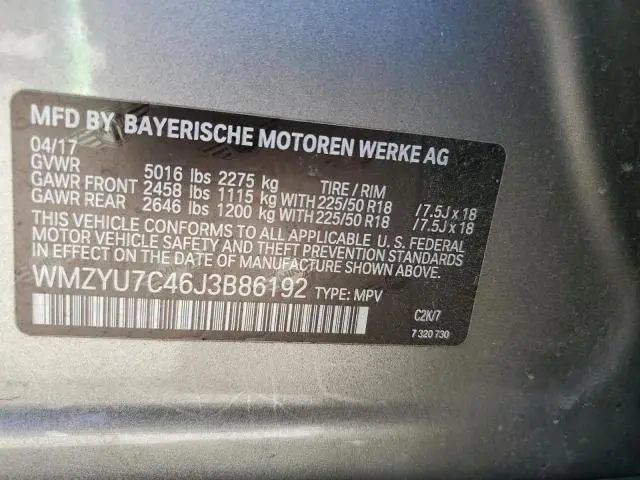 MFD BY BAYERISCHE MOTOREN WERKE AG
04/17
GVWR 5016 lbs 2275 kg TIRE / RIM
GAWR FRONT 2458 lbs 1115 kg WITH 225/50 R18 /7.5J x 18
GAWR REAR 2646 lbs 1200 kg WITH 225/50 R18 /7.5J x 18
THIS VEHICLE CONFORMS TO ALL APPLICABLE U. S. FEDERAL
MOTOR VEHICLE SAFETY AND THEFT PREVENTION STANDARDS
IN EFFECT ON THE DATE OF MANUFACTURE SHOWN ABOVE.
WMZYU7C46J3B86192 TYPE: MPV
C2K/7
7 320 730